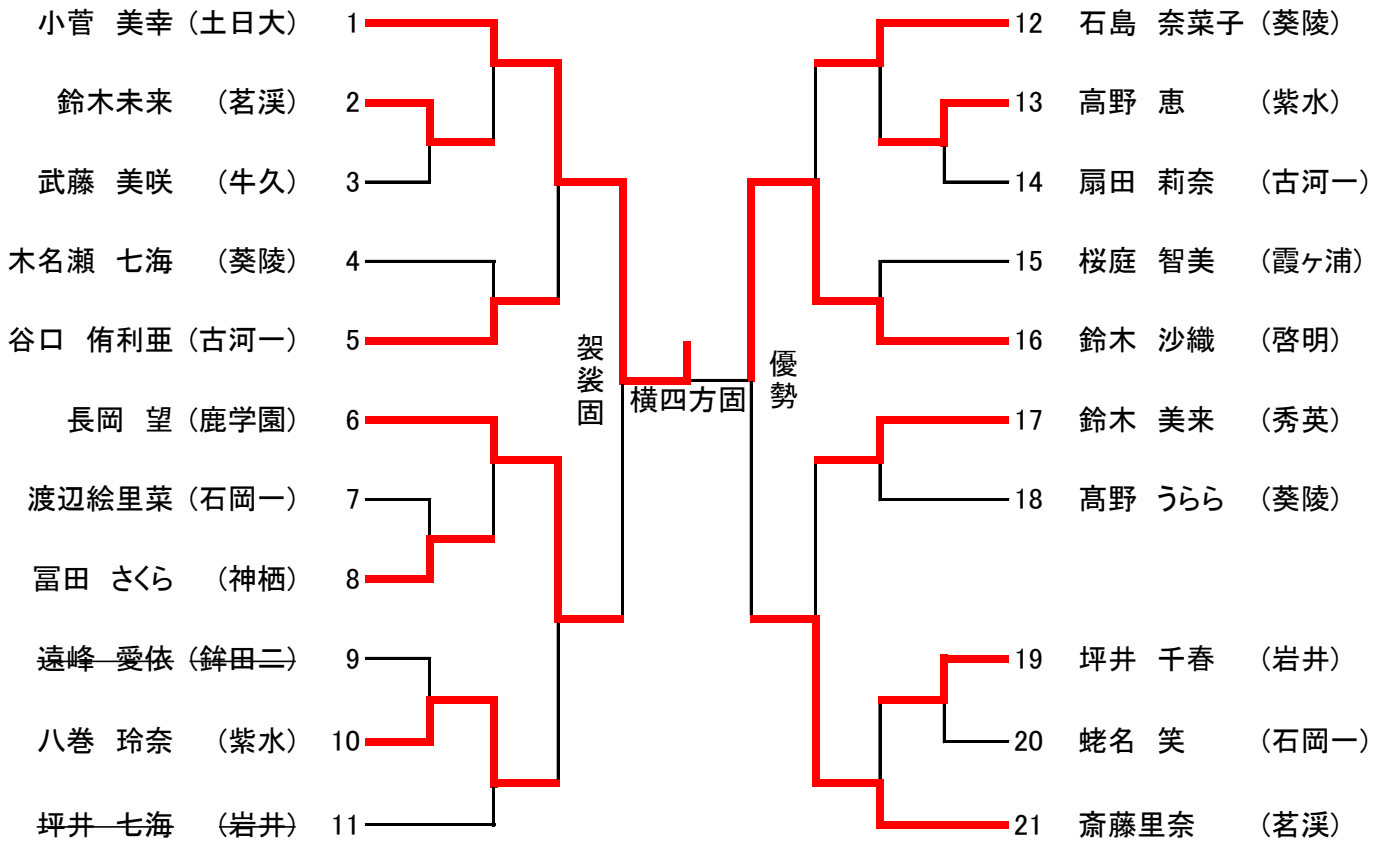 小菅 美幸 (土日大) 1
鈴木未来 (茗渓) 2
武藤 美咲 (牛久) 3
木名瀬 七海 (葵陵) 4
谷口 侑利亜 (古河一) 5
長岡 望 (鹿学園) 6
渡辺絵里菜 (石岡一) 7
冨田 さくら (神栖) 8
遠峰 愛依 (鉾田二) 9
八巻 玲奈 (紫水) 10
坪井 七海 (岩井) 11
袈裟固
横四方固
優勢
12 石島 奈菜子 (葵陵)
13 高野 恵 (紫水)
14 扇田 莉奈 (古河一)
15 桜庭 智美 (霞ヶ浦)
16 鈴木 沙織 (啓明)
17 鈴木 美来 (秀英)
18 髙野 うらら (葵陵)
19 坪井 千春 (岩井)
20 蛯名 笑 (石岡一)
21 斎藤里奈 (茗渓)